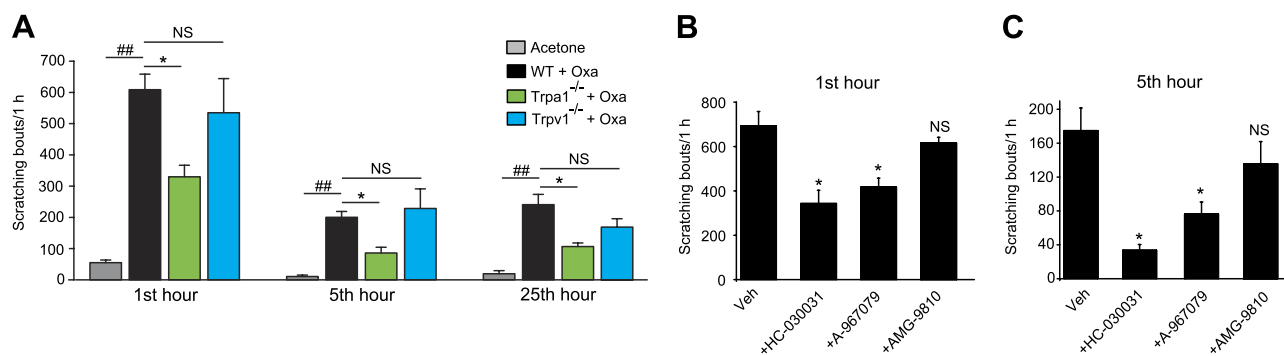 A
Scratching bouts/1 h
700
600
500
400
300
200
100
0
##
*
NS
##
*
NS
##
*
NS
1st hour
5th hour
25th hour
Acetone
WT + Oxa
Trpa1-/- + Oxa
Trpv1-/- + Oxa
B
1st hour
Scratching bouts/1 h
800
600
400
200
0
*
*
NS
Veh
+HC-030031
+A-967079
+AMG-9810
C
5th hour
Scratching bouts/1 h
200
160
120
80
40
0
*
*
NS
Veh
+HC-030031
+A-967079
+AMG-9810